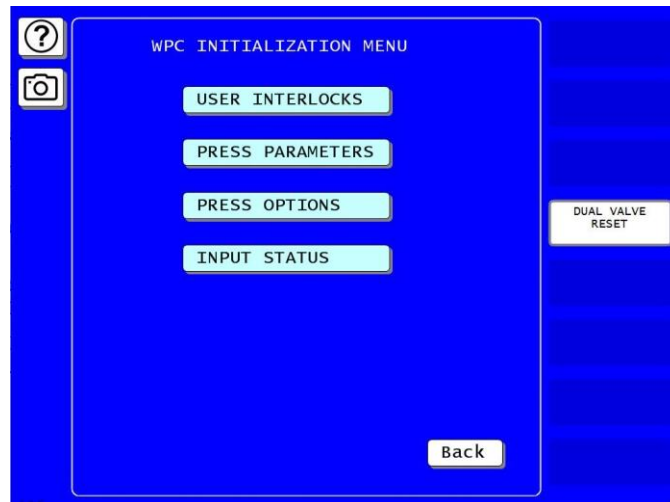 ?
WPC INITIALIZATION MENU
USER INTERLOCKS
PRESS PARAMETERS
PRESS OPTIONS
DUAL VALVE
RESET
INPUT STATUS
Back